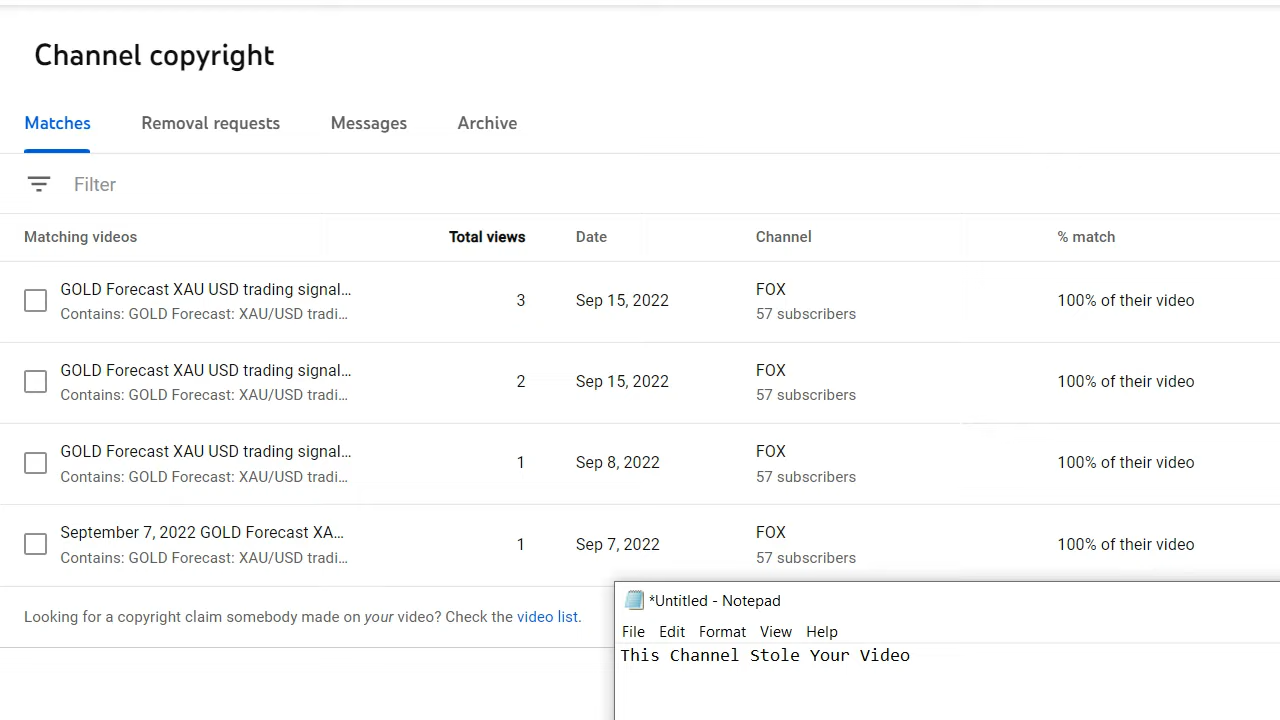 Channel copyright
Matches Removal requests Messages Archive
Filter
Matching videos Total views Date Channel % match
GOLD Forecast XAU USD trading signal... 3 Sep 15, 2022 FOX 100% of their video
Contains: GOLD Forecast: XAU/USD tradi... 57 subscribers
GOLD Forecast XAU USD trading signal... 2 Sep 15, 2022 FOX 100% of their video
Contains: GOLD Forecast: XAU/USD tradi... 57 subscribers
GOLD Forecast XAU USD trading signal... 1 Sep 8, 2022 FOX 100% of their video
Contains: GOLD Forecast: XAU/USD tradi... 57 subscribers
September 7, 2022 GOLD Forecast XA... 1 Sep 7, 2022 FOX 100% of their video
Contains: GOLD Forecast: XAU/USD tradi... 57 subscribers
Looking for a copyright claim somebody made on your video? Check the video list.
*Untitled - Notepad
File Edit Format View Help
This Channel Stole Your Video